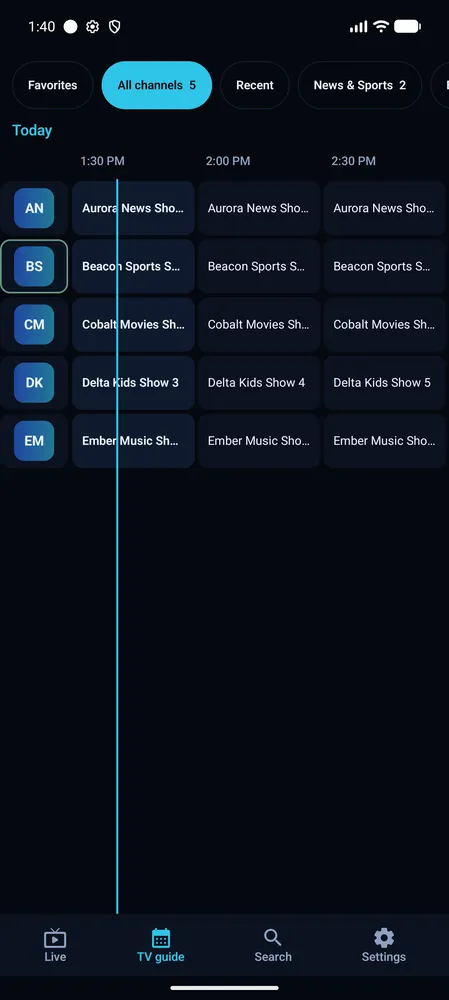 1:40
Favorites All channels 5 Recent News & Sports 2
Today
1:30 PM 2:00 PM 2:30 PM
AN Aurora News Sho... Aurora News Sho... Aurora News Sho...
BS Beacon Sports S... Beacon Sports S... Beacon Sports S...
CM Cobalt Movies Sh... Cobalt Movies Sh... Cobalt Movies Sh...
DK Delta Kids Show 3 Delta Kids Show 4 Delta Kids Show 5
EM Ember Music Sh... Ember Music Sho... Ember Music Sho...
Live TV guide Search Settings